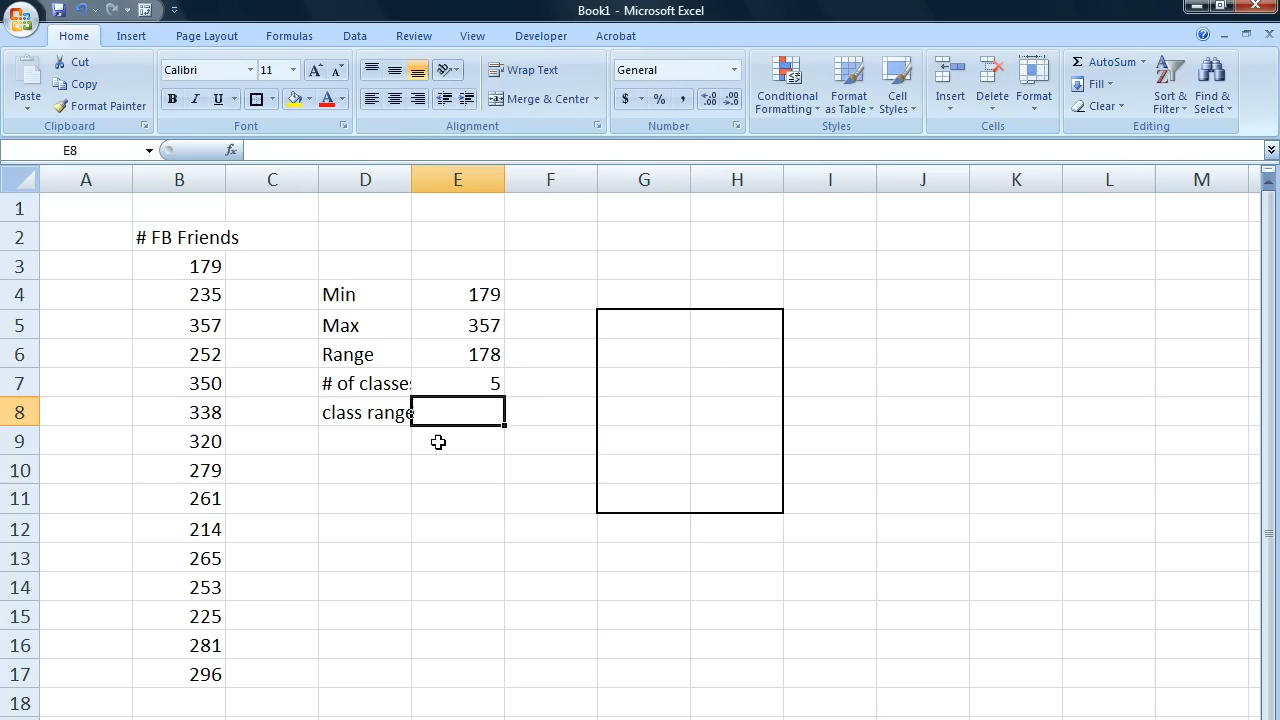 Book1 - Microsoft Excel
Home Insert Page Layout Formulas Data Review View Developer Acrobat
Paste Cut Copy Format Painter
Calibri 11
B I U A
Wrap Text
Merge & Center
General
$ % ,
Conditional Formatting Format as Table Cell Styles
Insert Delete Format
AutoSum Fill Clear
Sort & Filter Find & Select
Clipboard Font Alignment Number Styles Cells Editing
E8 fx
A B C D E F G H I J K L M
1
2 # FB Friends
3 179
4 235 Min 179
5 357 Max 357
6 252 Range 178
7 350 # of classes 5
8 338 class range
9 320
10 279
11 261
12 214
13 265
14 253
15 225
16 281
17 296
18